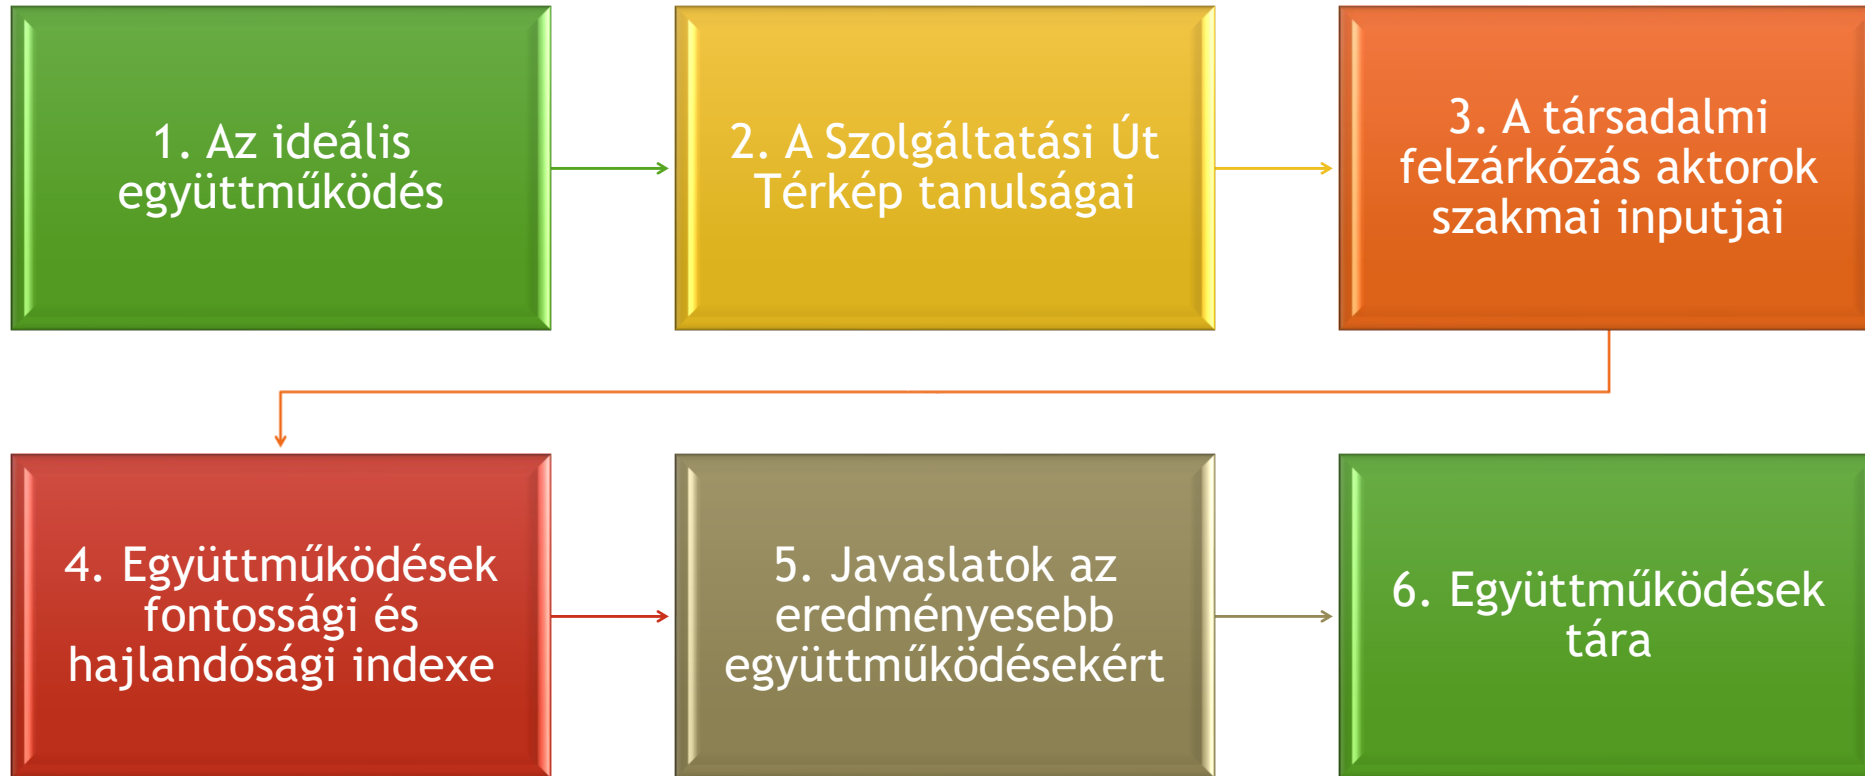 1. Az ideális
együttműködés
2. A Szolgáltatási Út
Térkép tanulságai
3. A társadalmi
felzárkózás aktorok
szakmai inputjai
4. Együttműködések
fontossági és
hajlandósági indexe
5. Javaslatok az
eredményesebb
együttműködésekért
6. Együttműködések
tára